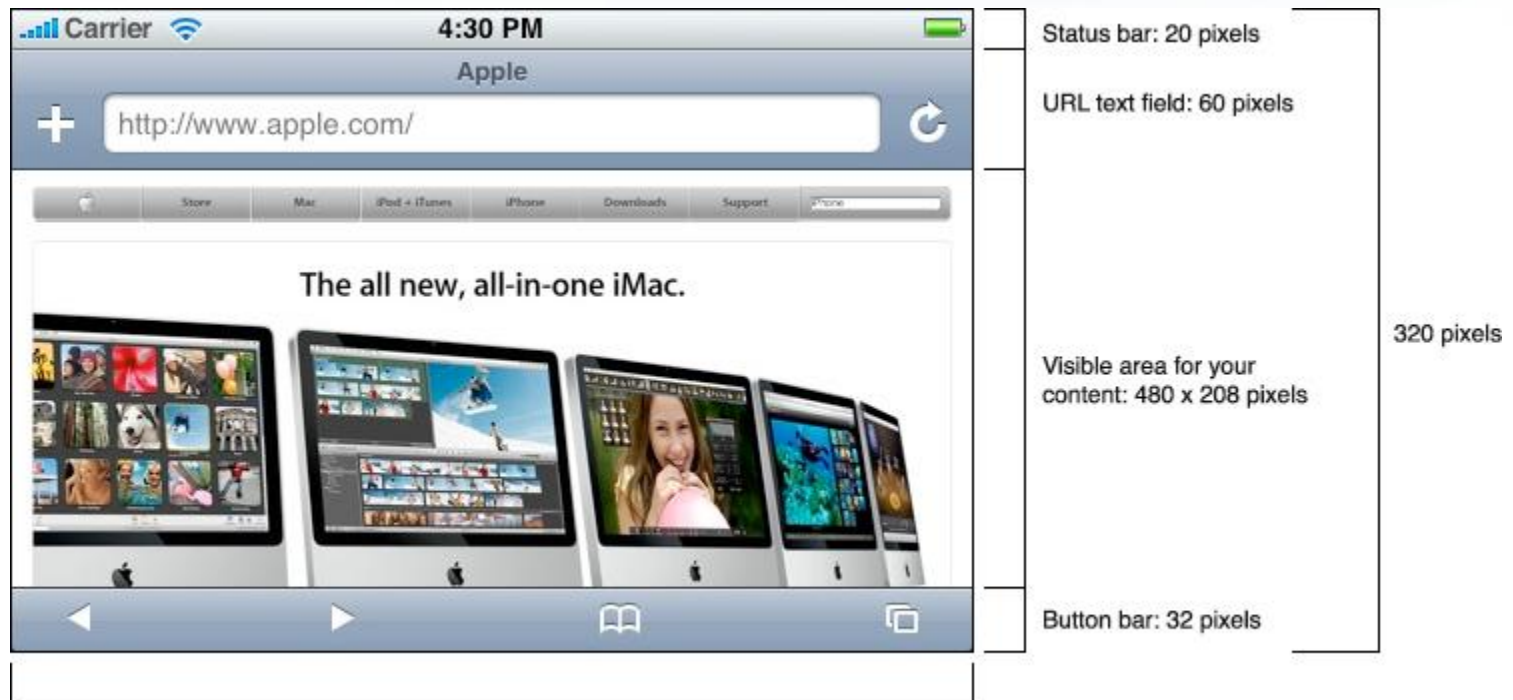 Carrier
4:30 PM
Apple
http://www.apple.com/
Store
Mac
iPod + iTunes
iPhone
Downloads
Support
iPhone
The all new, all-in-one iMac.
Status bar: 20 pixels
URL text field: 60 pixels
Visible area for your
content: 480 x 208 pixels
320 pixels
Button bar: 32 pixels